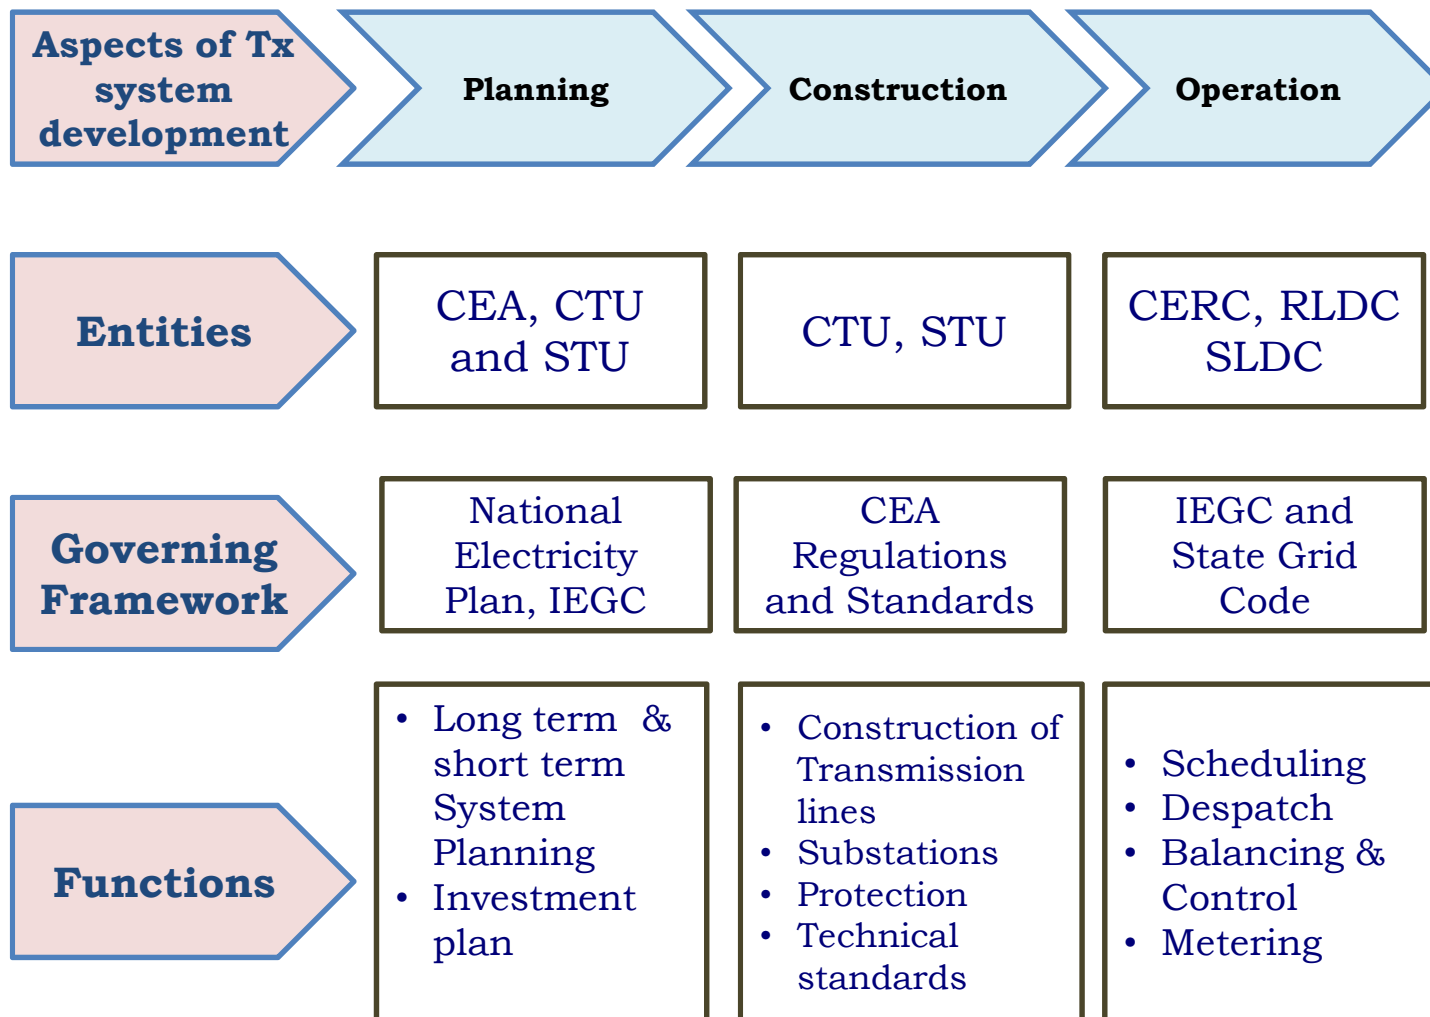 Aspects of Tx
system
development
Planning
Construction
Operation
Entities
CEA, CTU
and STU
CTU, STU
CERC, RLDC
SLDC
Governing
Framework
National
Electricity
Plan, IEGC
CEA
Regulations
and Standards
IEGC and
State Grid
Code
Functions
• Long term & 
short term
System
Planning
• Investment
plan
• Construction of
Transmission
lines
• Substations
• Protection
• Technical
standards
• Scheduling
• Despatch
• Balancing &
Control
• Metering